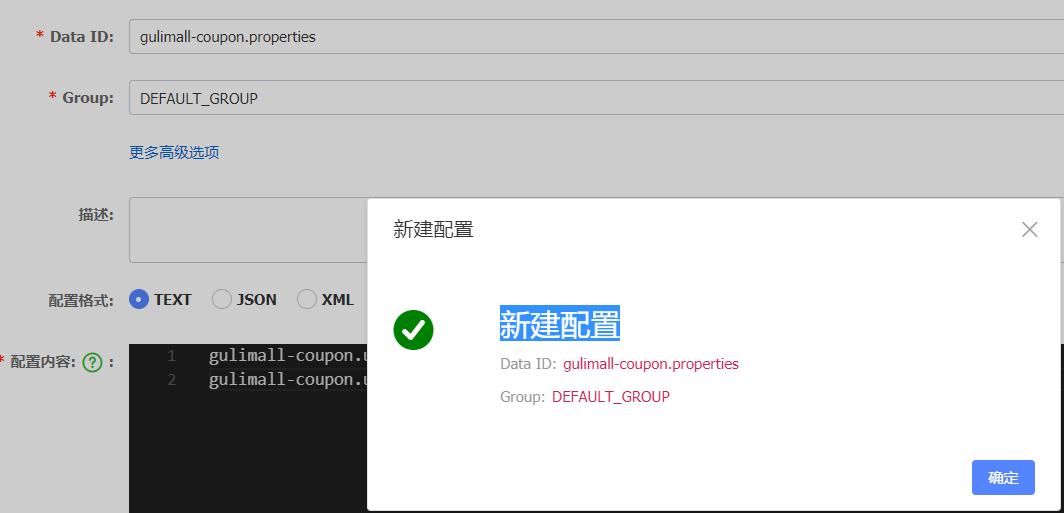 * Data ID: gulimall-coupon.properties
* Group: DEFAULT_GROUP
更多高级选项
描述:
新建配置
配置格式: TEXT JSON XML
新建配置
Data ID: gulimall-coupon.properties
Group: DEFAULT_GROUP
* 配置内容: ? :
1 gulimall-coupon.u
2 gulimall-coupon.u
确定